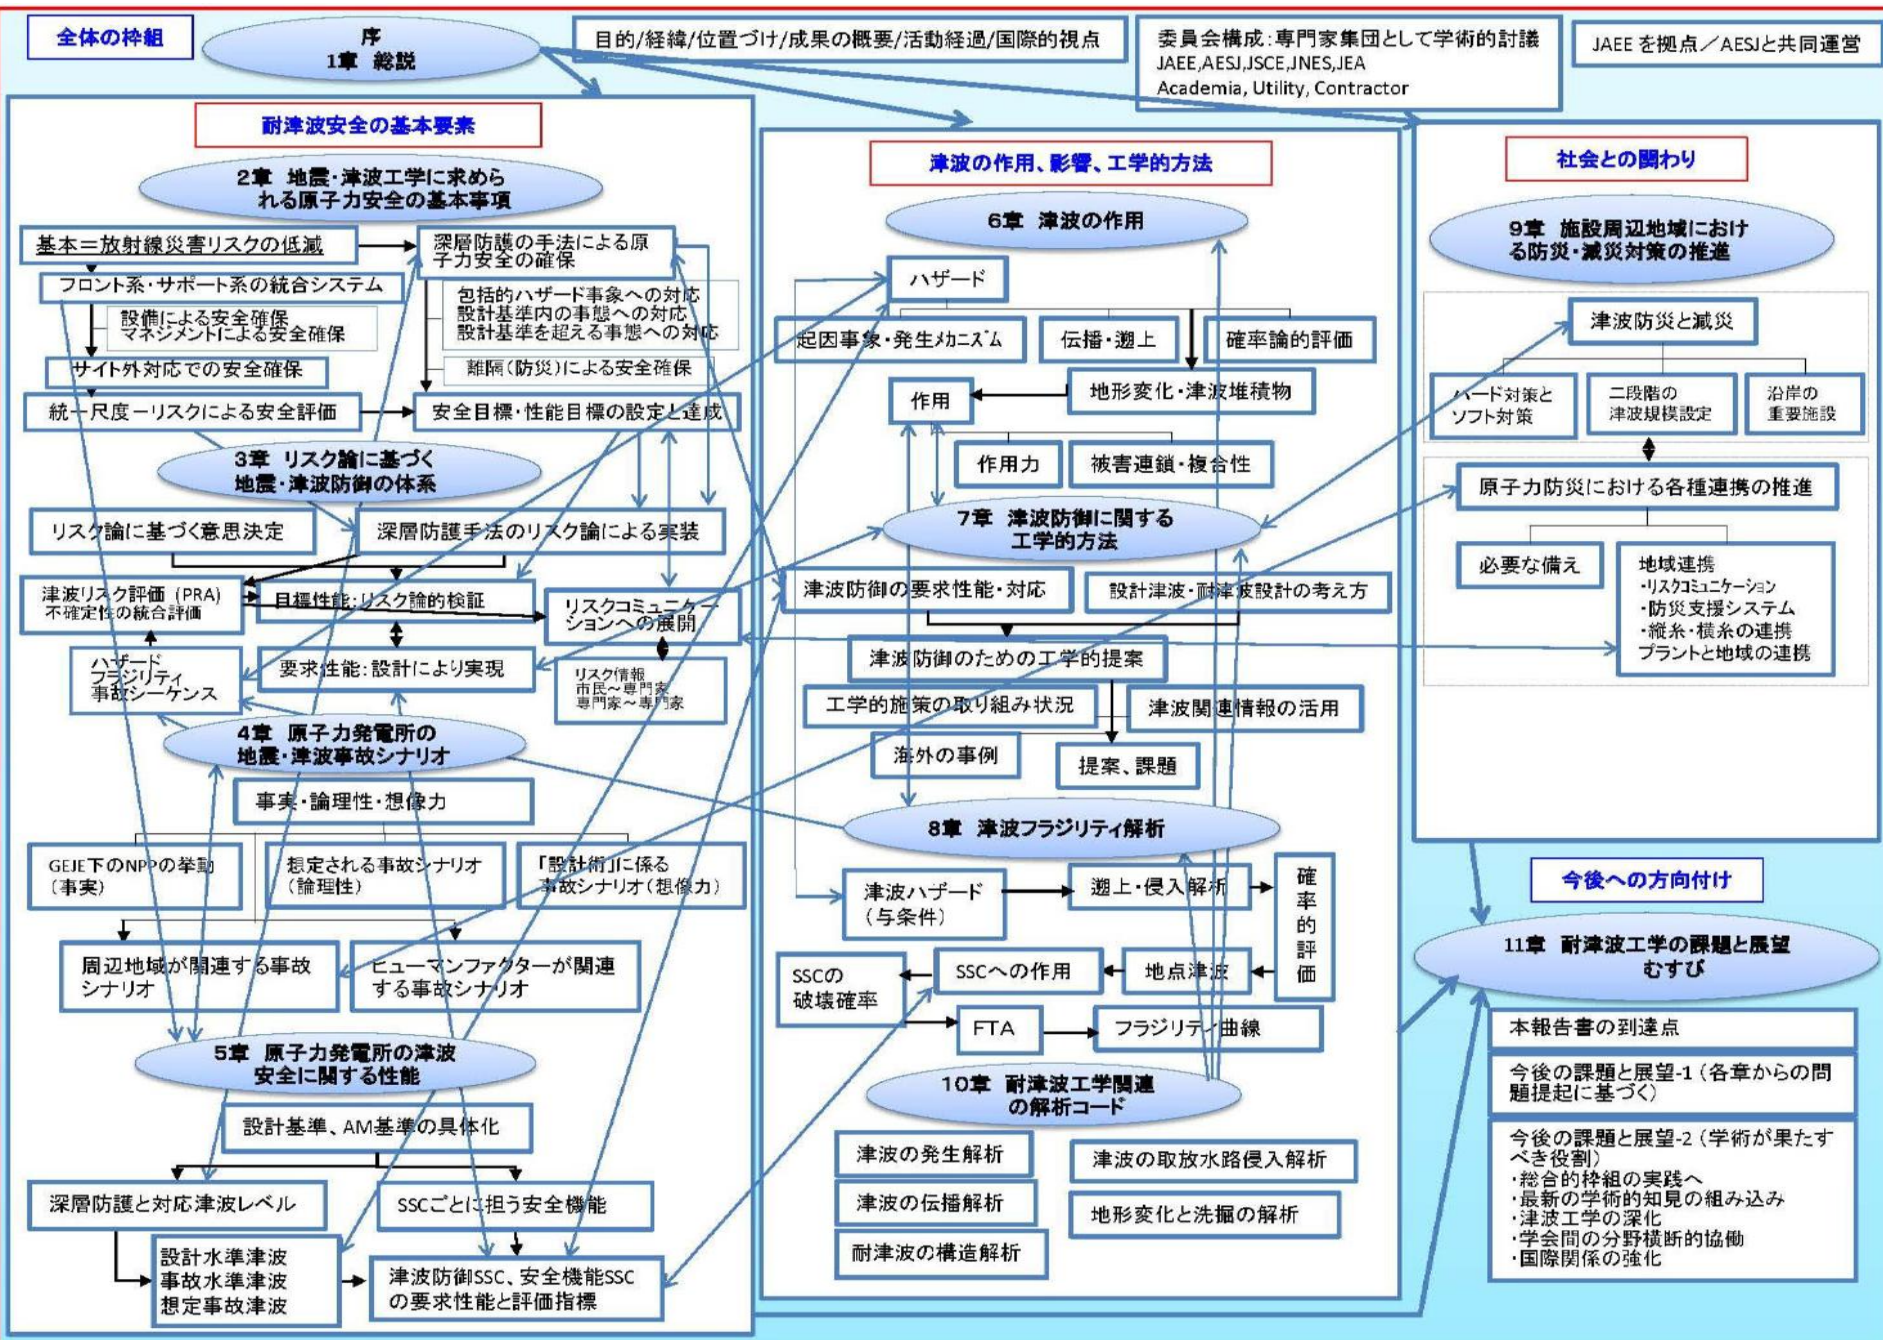 全体の枠組
序
1章 総説
目的/経緯/位置づけ/成果の概要/活動経過/国際的視点
委員会構成:専門家集団として学術的討議
JAEE,AESJ,JSCE,JNES,JEA
Academia, Utility, Contractor
JAEEを拠点/AESJと共同運営
耐津波安全の基本要素
2章 地震・津波工学に求めら
れる原子力安全の基本事項
基本=放射線災害リスクの低減
深層防護の手法による原
子力安全の確保
フロント系・サポート系の統合システム
設備による安全確保
マネジメントによる安全確保
包括的ハザード事象への対応
設計基準内の事態への対応
設計基準を超える事態への対応
サイト外対応での安全確保
離隔(防災)による安全確保
統一尺度-リスクによる安全評価
安全目標・性能目標の設定と達成
3章 リスク論に基づく
地震・津波防御の体系
リスク論に基づく意思決定
深層防護手法のリスク論による実装
津波リスク評価 (PRA)
不確定性の統合評価
目標性能:リスク論的検証
リスクコミュニケー
ションへの展開
ハザード
フラジリティ
事故シーケンス
要求性能:設計により実現
リスク情報
市民~専門家
専門家~専門家
4章 原子力発電所の
地震・津波事故シナリオ
事実・論理性・想像力
GEJE下のNPPの挙動
(事実)
想定される事故シナリオ
(論理性)
「設計術」に係る
事故シナリオ(想像力)
周辺地域が関連する事故
シナリオ
ヒューマンファクターが関連
する事故シナリオ
5章 原子力発電所の津波
安全に関する性能
設計基準、AM基準の具体化
深層防護と対応津波レベル
SSCごとに担う安全機能
設計水準津波
事故水準津波
想定事故津波
津波防御SSC、安全機能SSC
の要求性能と評価指標
津波の作用、影響、工学的方法
6章 津波の作用
ハザード
起因事象・発生メカニズム
伝播・遡上
確率論的評価
作用
地形変化・津波堆積物
作用力
被害連鎖・複合性
7章 津波防御に関する
工学的方法
津波防御の要求性能・対応
設計津波・耐津波設計の考え方
津波防御のための工学的提案
工学的施策の取り組み状況
津波関連情報の活用
海外の事例
提案、課題
8章 津波フラジリティ解析
津波ハザード
(与条件)
遡上・侵入解析
確率的評価
SSCの
破壊確率
SSCへの作用
地点津波
FTA
フラジリティ曲線
10章 耐津波工学関連
の解析コード
津波の発生解析
津波の取放水路侵入解析
津波の伝播解析
地形変化と洗掘の解析
耐津波の構造解析
社会との関わり
9章 施設周辺地域におけ
る防災・減災対策の推進
津波防災と減災
ハード対策と
ソフト対策
二段階の
津波規模設定
沿岸の
重要施設
原子力防災における各種連携の推進
必要な備え
地域連携
・リスクコミュニケーション
・防災支援システム
・縦糸・横糸の連携
プラントと地域の連携
今後への方向付け
11章 耐津波工学の課題と展望
むすび
本報告書の到達点
今後の課題と展望-1(各章からの問
題提起に基づく)
今後の課題と展望-2(学術が果たす
べき役割)
・総合的枠組の実践へ
・最新の学術的知見の組み込み
・津波工学の深化
・学会間の分野横断的協働
・国際関係の強化